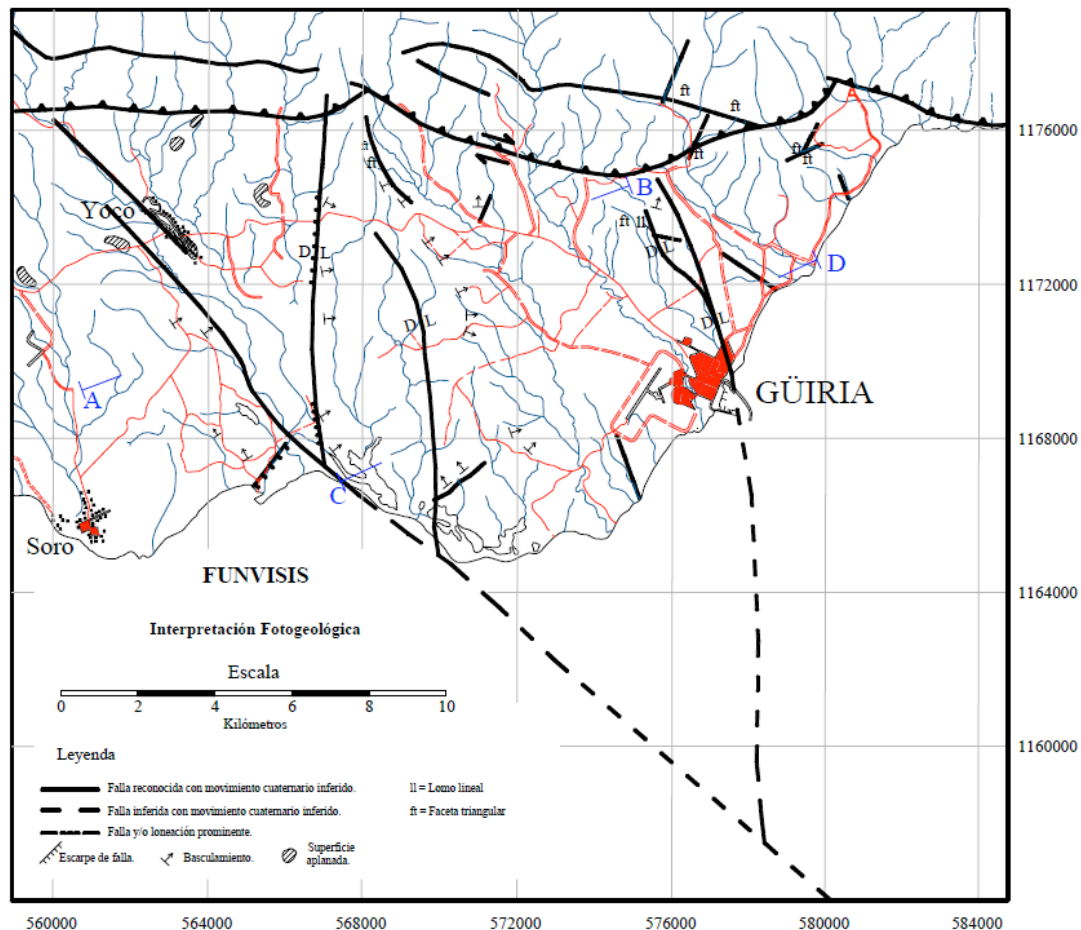 ft
ft
ft
1176000
ft
ft
ft
ft
B
Yoco
ft ll
D L
D L
D
1172000
D L
D L
GÜIRIA
A
1168000
C
Soro
FUNVISIS
1164000
Interpretación Fotogeológica
Escala
0 2 4 6 8 10
Kilómetros
1160000
Leyenda
Falla reconocida con movimiento cuaternario inferido. ll = Lomo lineal
Falla inferida con movimiento cuaternario inferido. ft = Faceta triangular
Falla y/o loneación prominente.
Escarpe de falla. Basculamiento. Superficie
aplanada.
560000 564000 568000 572000 576000 580000 584000